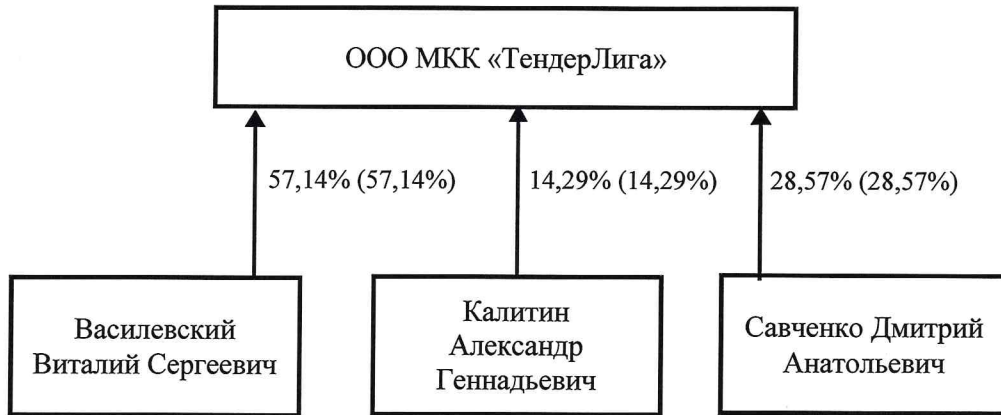 ООО МКК «ТендерЛига»
57,14% (57,14%)
14,29% (14,29%)
28,57% (28,57%)
Василевский
Виталий Сергеевич
Калитин
Александр
Геннадьевич
Савченко Дмитрий
Анатольевич